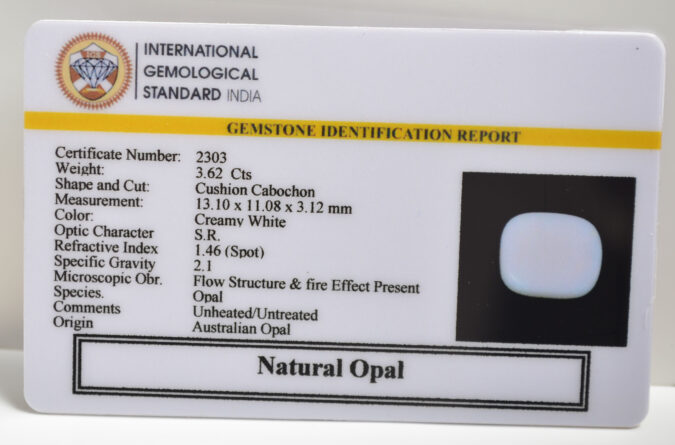 IGS
INTERNATIONAL
GEMOLOGICAL
STANDARD INDIA
GEMSTONE IDENTIFICATION REPORT
Certificate Number: 2303
Weight: 3.62 Cts
Shape and Cut: Cushion Cabochon
Measurement: 13.10 x 11.08 x 3.12 mm
Color: Creamy White
Optic Character S.R.
Refractive Index 1.46 (Spot)
Specific Gravity 2.1
Microscopic Obr. Flow Structure & fire Effect Present
Species. Opal
Comments Unheated/Untreated
Origin Australian Opal
Natural Opal